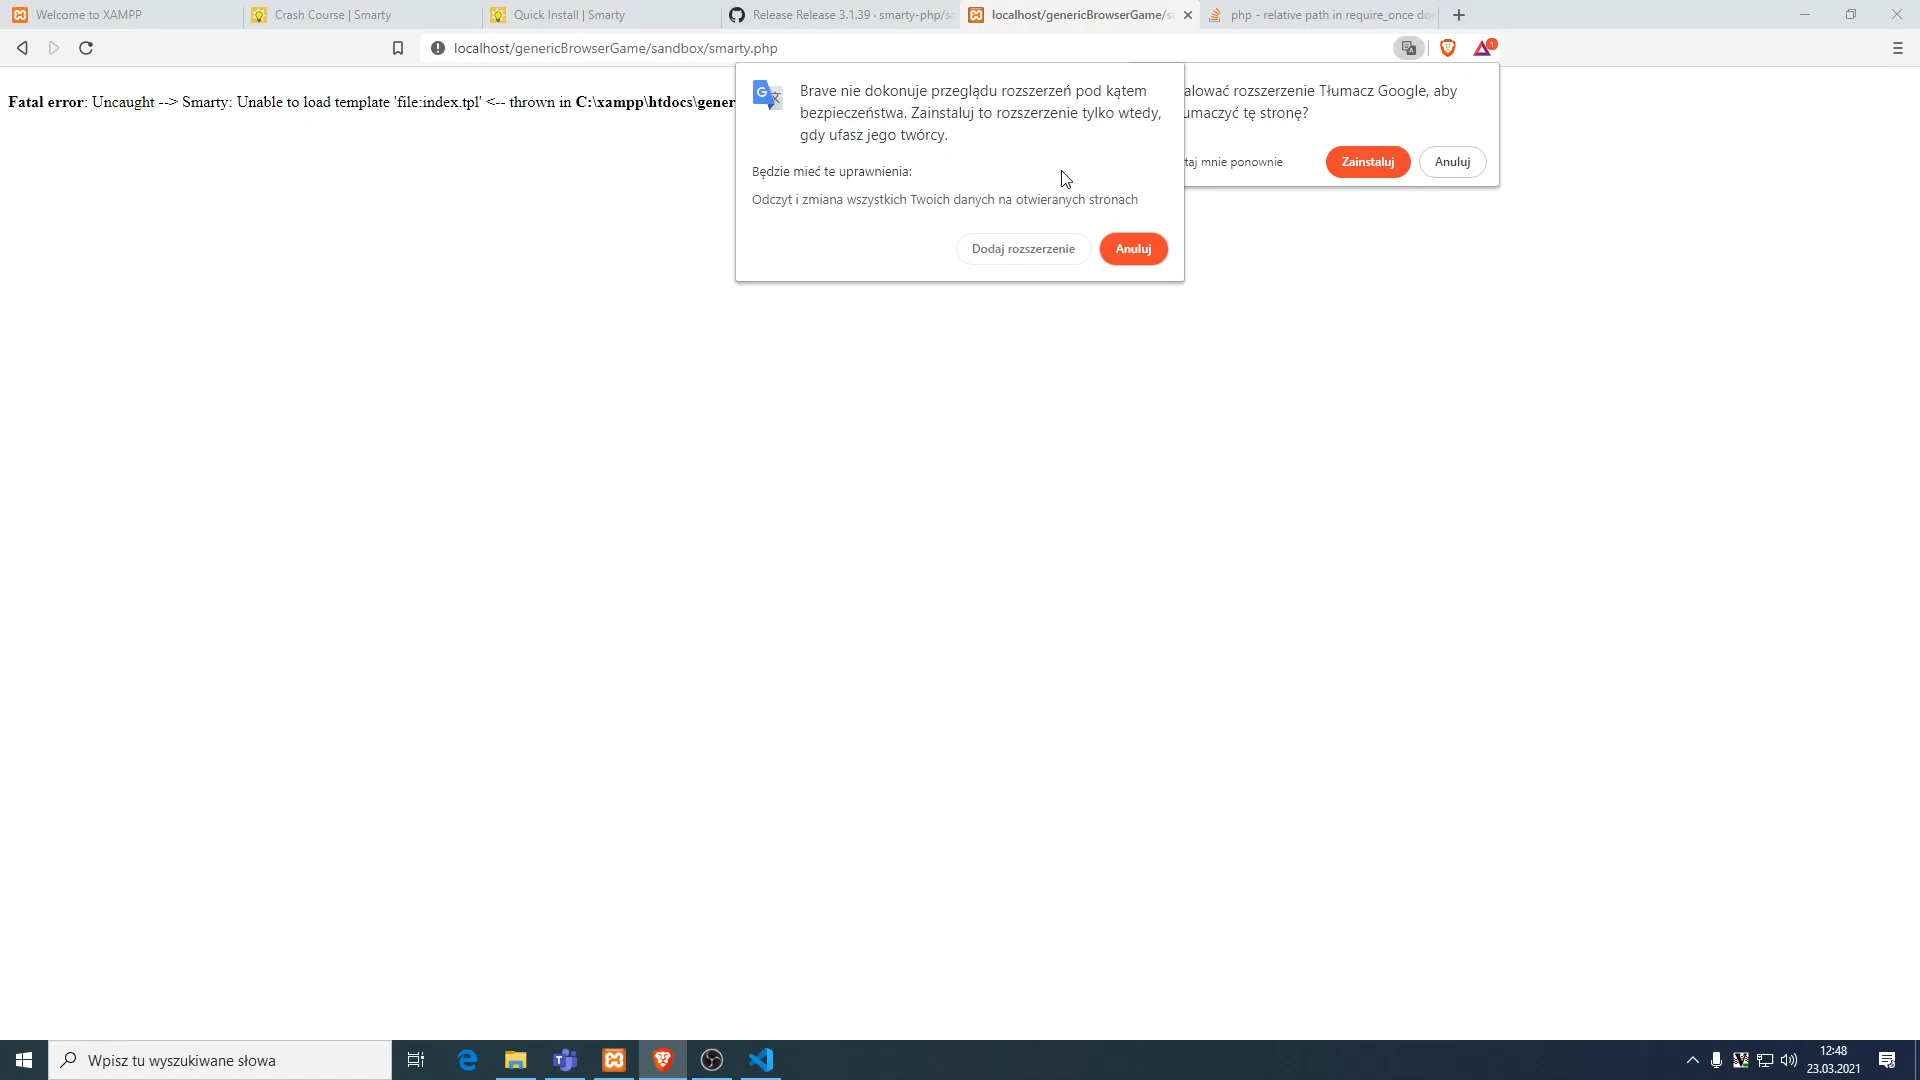 Welcome to XAMPP
Crash Course | Smarty
Quick Install | Smarty
Release Release 3.1.39 · smarty-php/s
localhost/genericBrowserGame/s
php - relative path in require_once do
localhost/genericBrowserGame/sandbox/smarty.php
1
Fatal error: Uncaught --> Smarty: Unable to load template 'file:index.tpl' <-- thrown in C:\xampp\htdocs\gener
Brave nie dokonuje przeglądu rozszerzeń pod kątem
bezpieczeństwa. Zainstaluj to rozszerzenie tylko wtedy,
gdy ufasz jego twórcy.
Będzie mieć te uprawnienia:
Odczyt i zmiana wszystkich Twoich danych na otwieranych stronach
Dodaj rozszerzenie
Anuluj
alować rozszerzenie Tłumacz Google, aby
umaczyć tę stronę?
taj mnie ponownie
Zainstaluj
Anuluj
Wpisz tu wyszukiwane słowa
12:48
23.03.2021